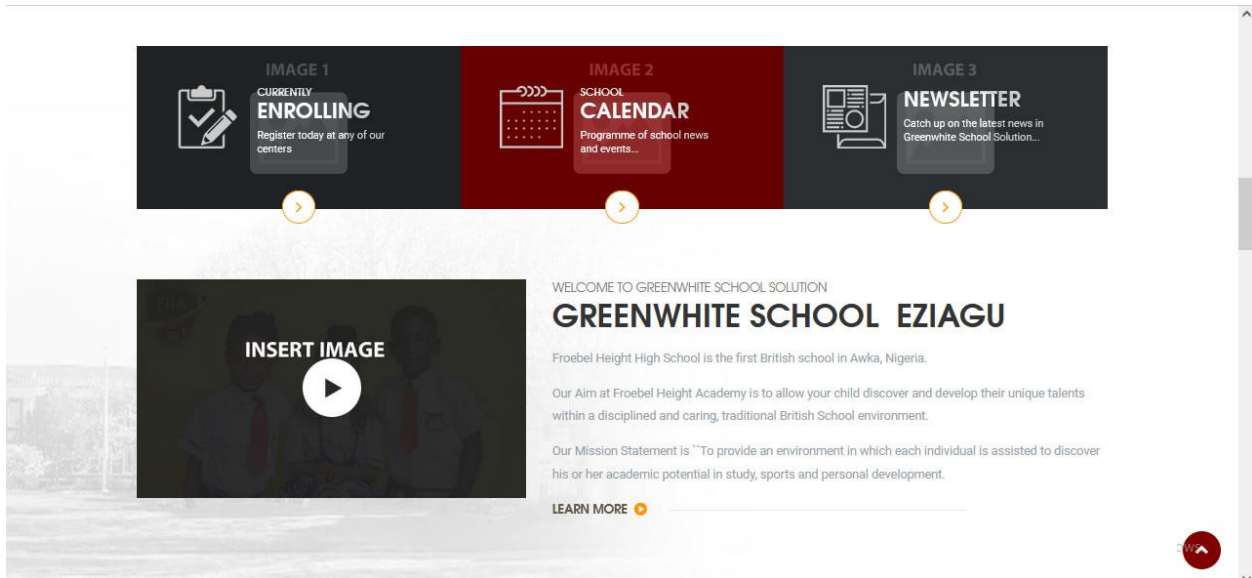 IMAGE 1
CURRENTLY
ENROLLING
Register today at any of our
centers
IMAGE 2
SCHOOL
CALENDAR
Programme of school news
and events...
IMAGE 3
NEWSLETTER
Catch up on the latest news in
Greenwhite School Solution...
INSERT IMAGE
WELCOME TO GREENWHITE SCHOOL SOLUTION
GREENWHITE SCHOOL EZIAGU
Froebel Height High School is the first British school in Awka, Nigeria.
Our Aim at Froebel Height Academy is to allow your child discover and develop their unique talents
within a disciplined and caring, traditional British School environment.
Our Mission Statement is ``To provide an environment in which each individual is assisted to discover
his or her academic potential in study, sports and personal development.
LEARN MORE